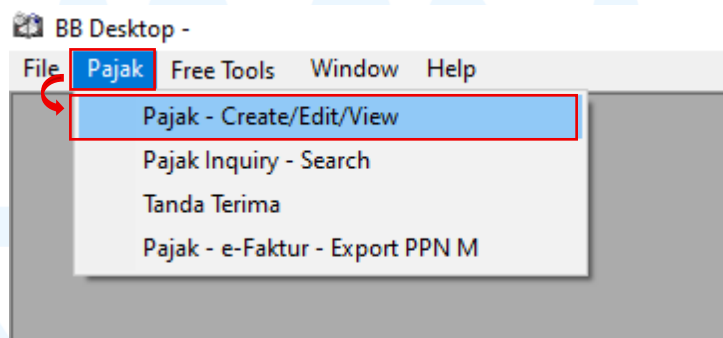 BB Desktop -
File Pajak Free Tools Window Help
Pajak - Create/Edit/View
Pajak Inquiry - Search
Tanda Terima
Pajak - e-Faktur - Export PPN M